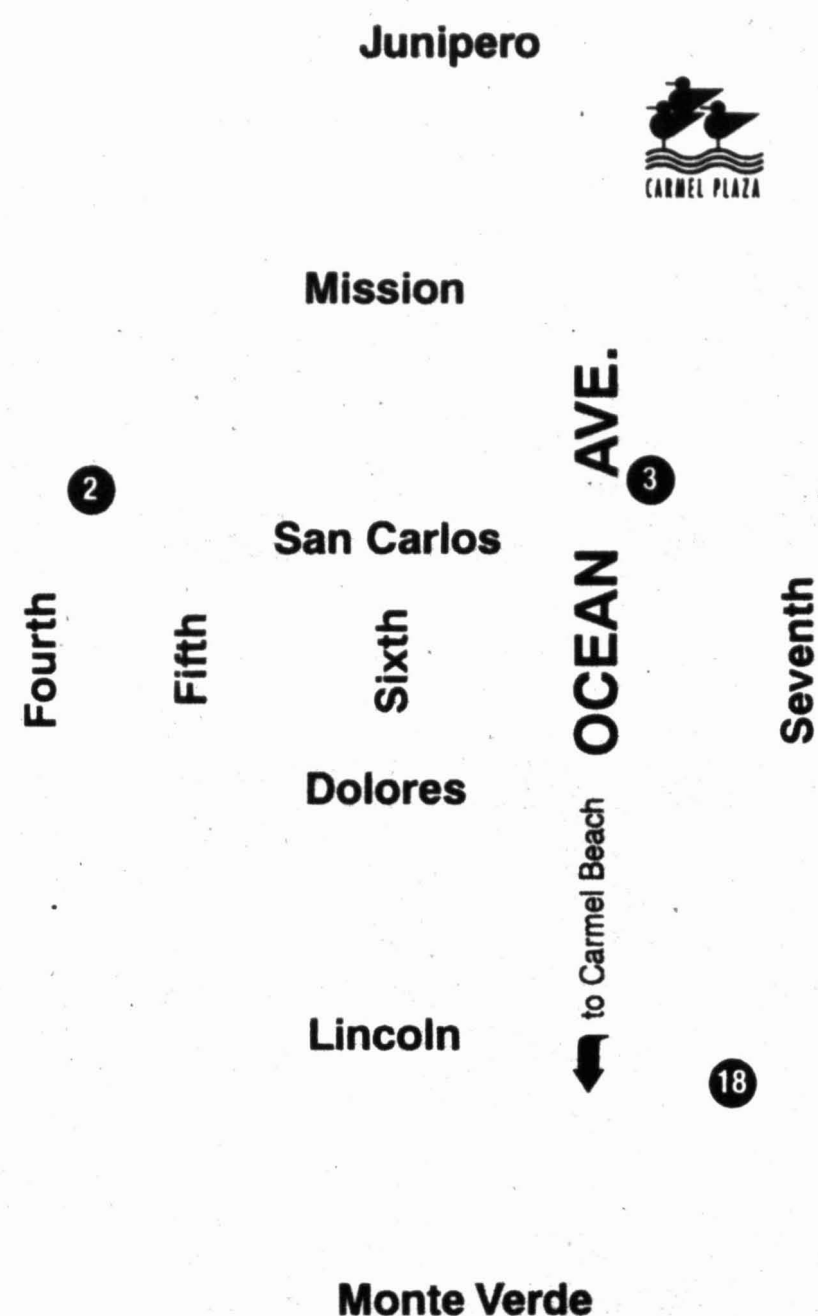 Junipero
CARMEL PLAZA
Mission
OCEAN AVE.
2
3
San Carlos
Fourth
Fifth
Sixth
Seventh
Dolores
to Carmel Beach
Lincoln
18
Monte Verde